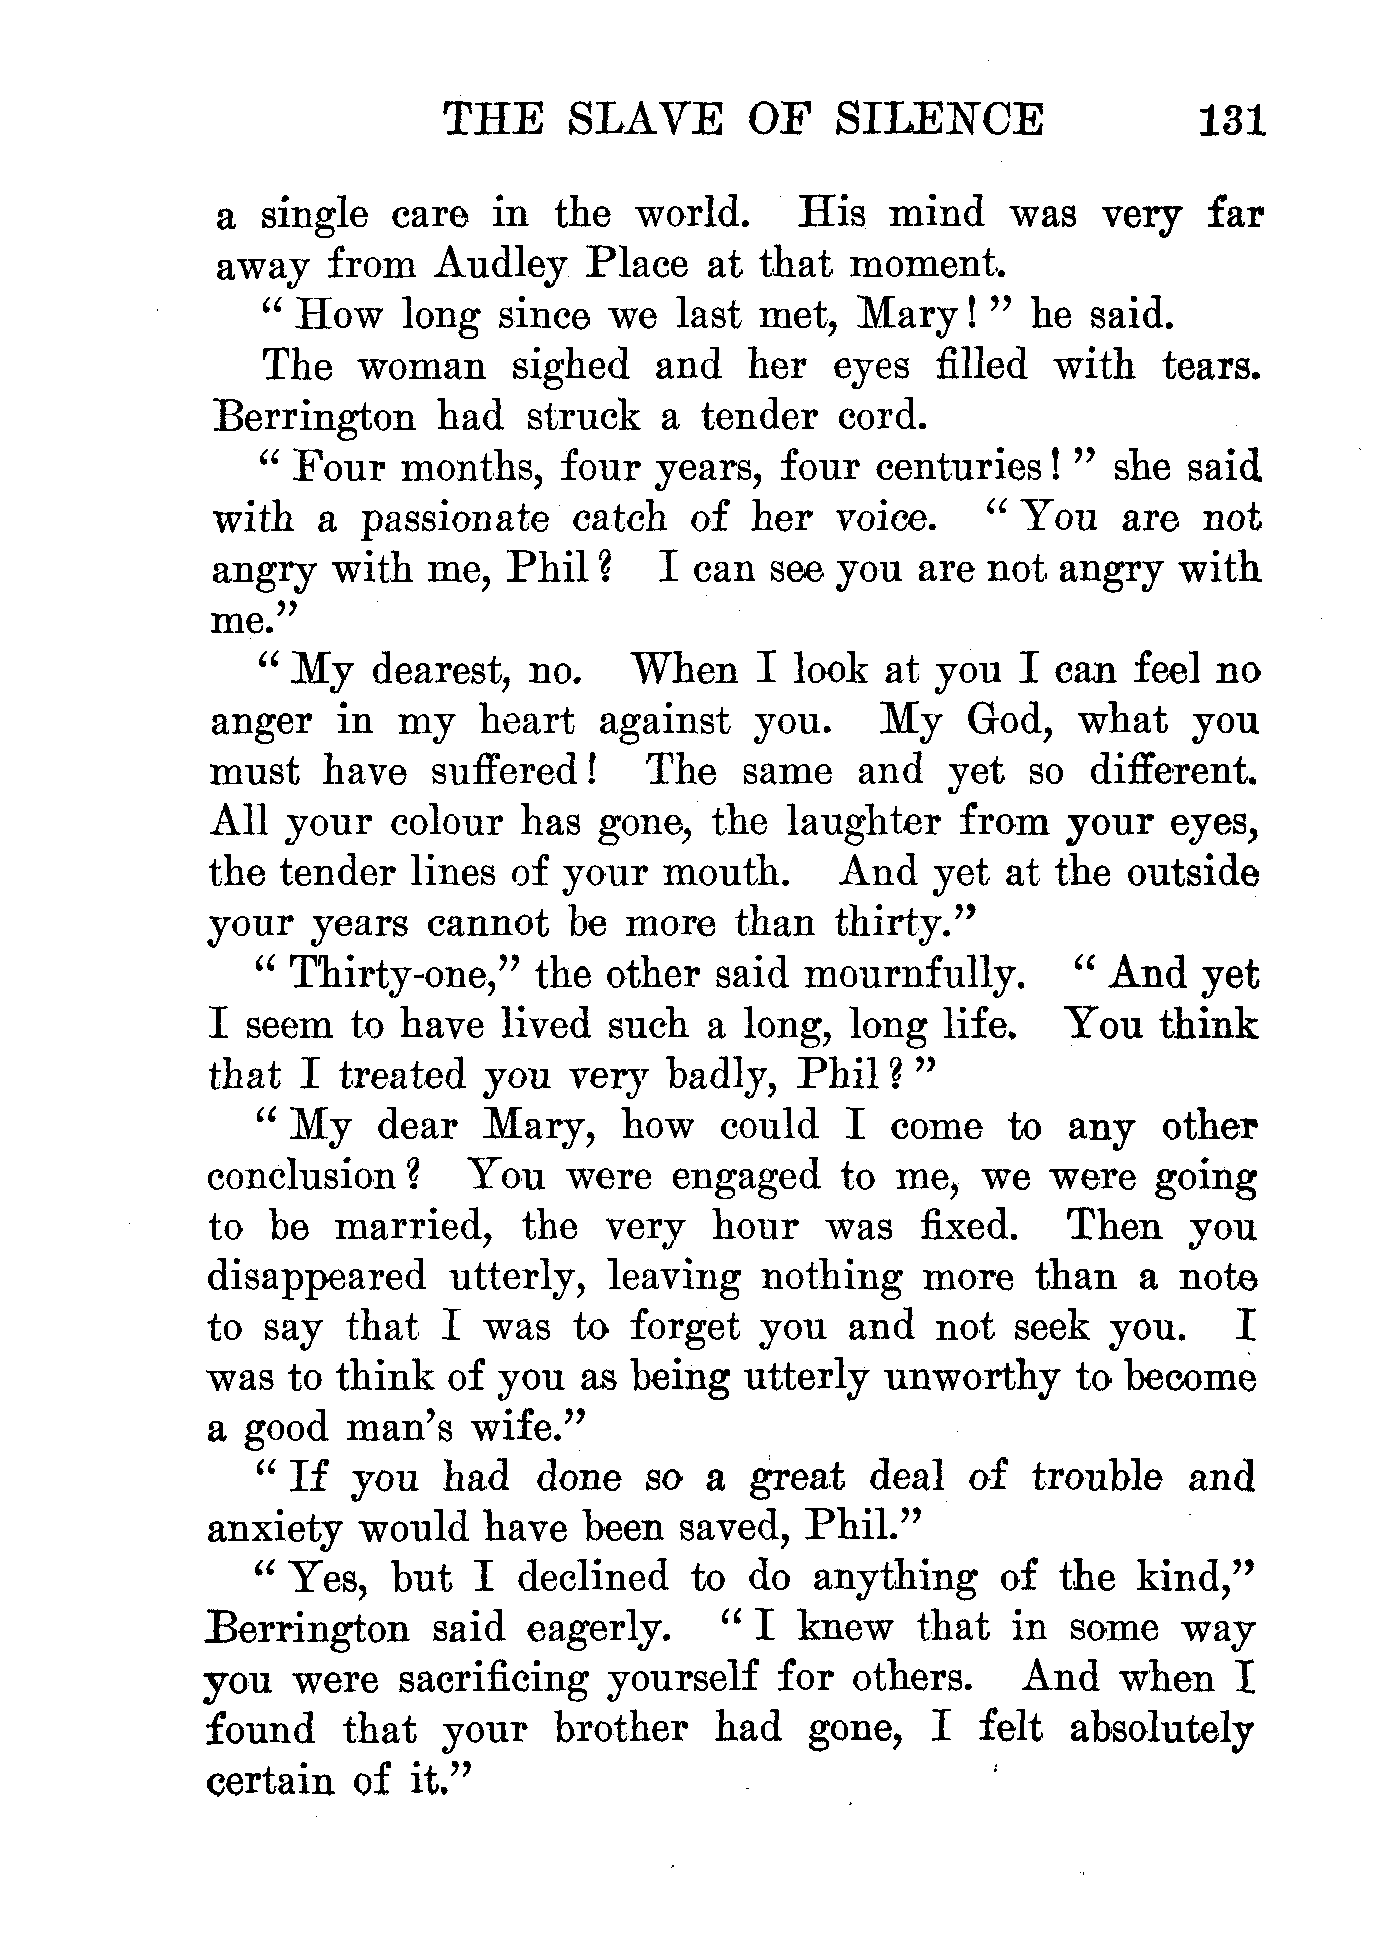 THE SLAVE OF SILENCE 131
a single care in the world. His mind was very far
away from Audley Place at that moment.
“ How long since we last met, Mary ! ” he said.
The woman sighed and her eyes filled with tears.
Berrington had struck a tender cord.
“ Four months, four years, four centuries ! ” she said
with a passionate catch of her voice. “ You are not
angry with me, Phil ? I can see you are not angry with
me.”
“ My dearest, no. When I look at you I can feel no
anger in my heart against you. My God, what you
must have suffered ! The same and yet so different.
All your colour has gone, the laughter from your eyes,
the tender lines of your mouth. And yet at the outside
your years cannot be more than thirty.”
“ Thirty-one,” the other said mournfully. “ And yet
I seem to have lived such a long, long life. You think
that I treated you very badly, Phil ? ”
“ My dear Mary, how could I come to any other
conclusion ? You were engaged to me, we were going
to be married, the very hour was fixed. Then you
disappeared utterly, leaving nothing more than a note
to say that I was to forget you and not seek you. I
was to think of you as being utterly unworthy to become
a good man’s wife.”
“ If you had done so a great deal of trouble and
anxiety would have been saved, Phil.”
“ Yes, but I declined to do anything of the kind,”
Berrington said eagerly. “ I knew that in some way
you were sacrificing yourself for others. And when I
found that your brother had gone, I felt absolutely
certain of it.”